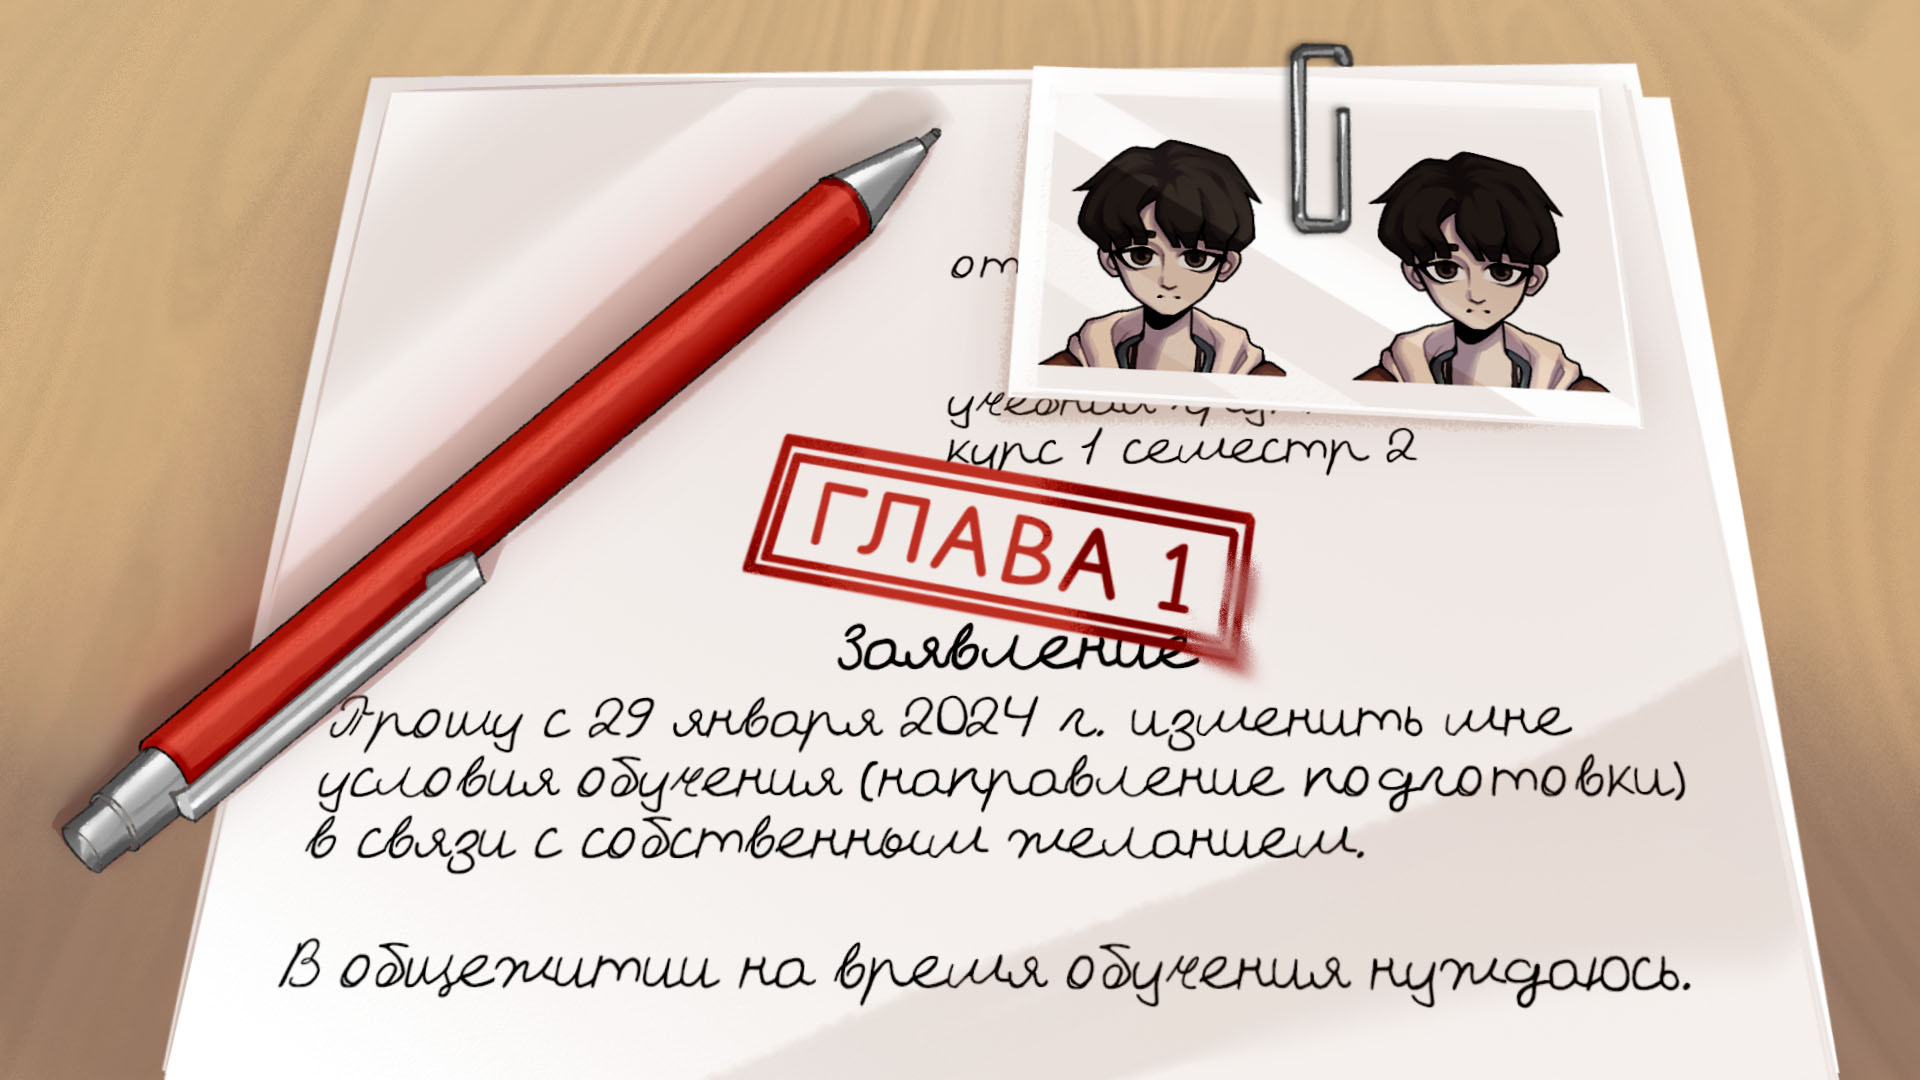 от
курс 1 семестр 2
ГЛАВА 1
Заявление
Прошу с 29 января 2024 г. изменить мне
условия обучения (направление подготовки)
в связи с собственным желанием.
В общежитии на время обучения нуждаюсь.